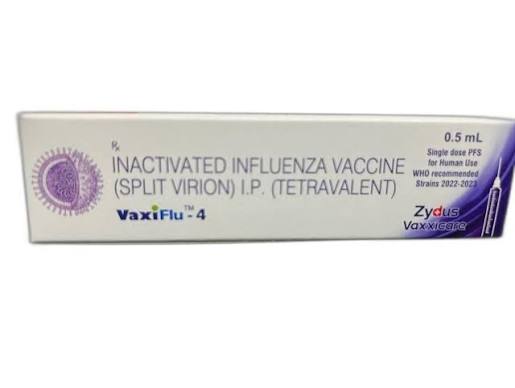 Rx
INACTIVATED INFLUENZA VACCINE
(SPLIT VIRION) I.P. (TETRAVALENT)
VaxiFlu™-4
0.5 mL
Single dose PFS
for Human Use
WHO recommended
Strains 2022-2023
Zydus
Vaxxicare